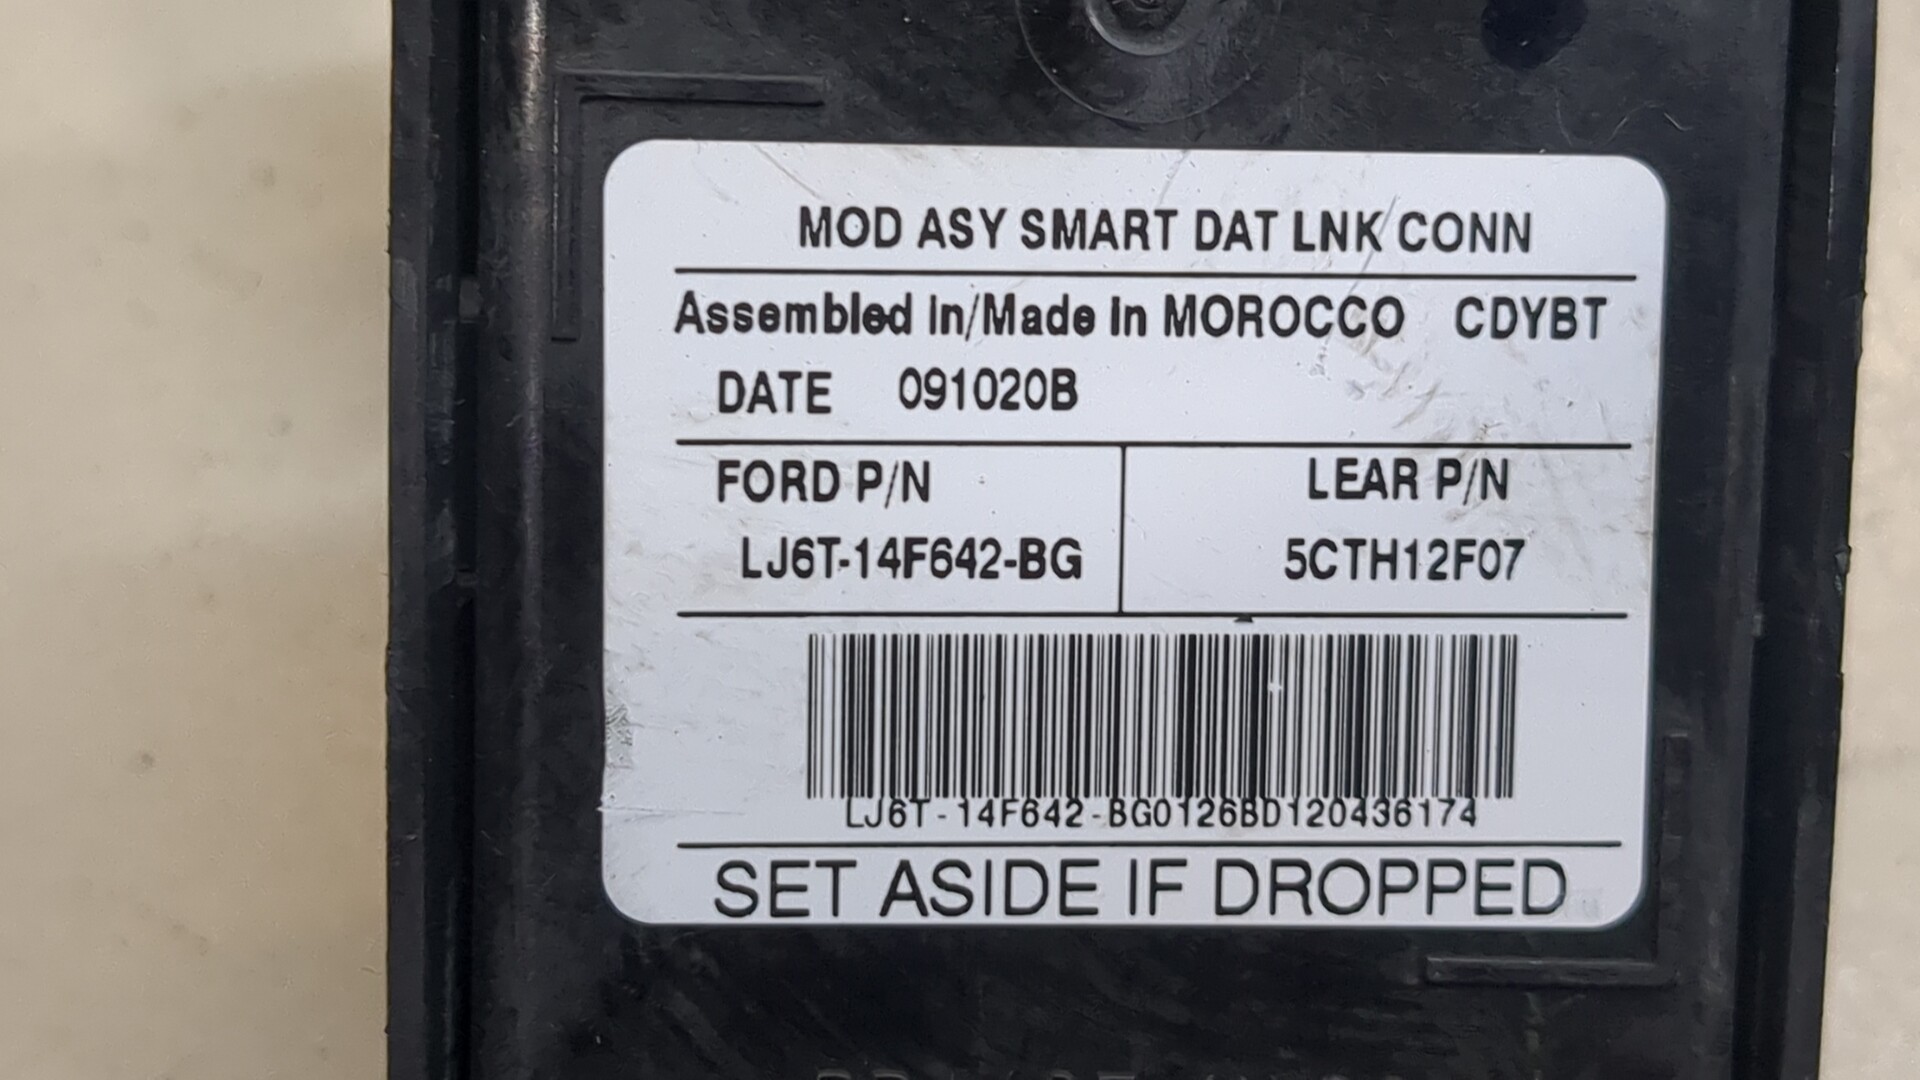 MOD ASY SMART DAT LNK CONN
Assembled in/Made In MOROCCO CDYBT
DATE 091020B
FORD P/N LEAR P/N
LJ6T-14F642-BG 5CTH12F07
LJ6T-14F642-BG0126BD120436174
SET ASIDE IF DROPPED